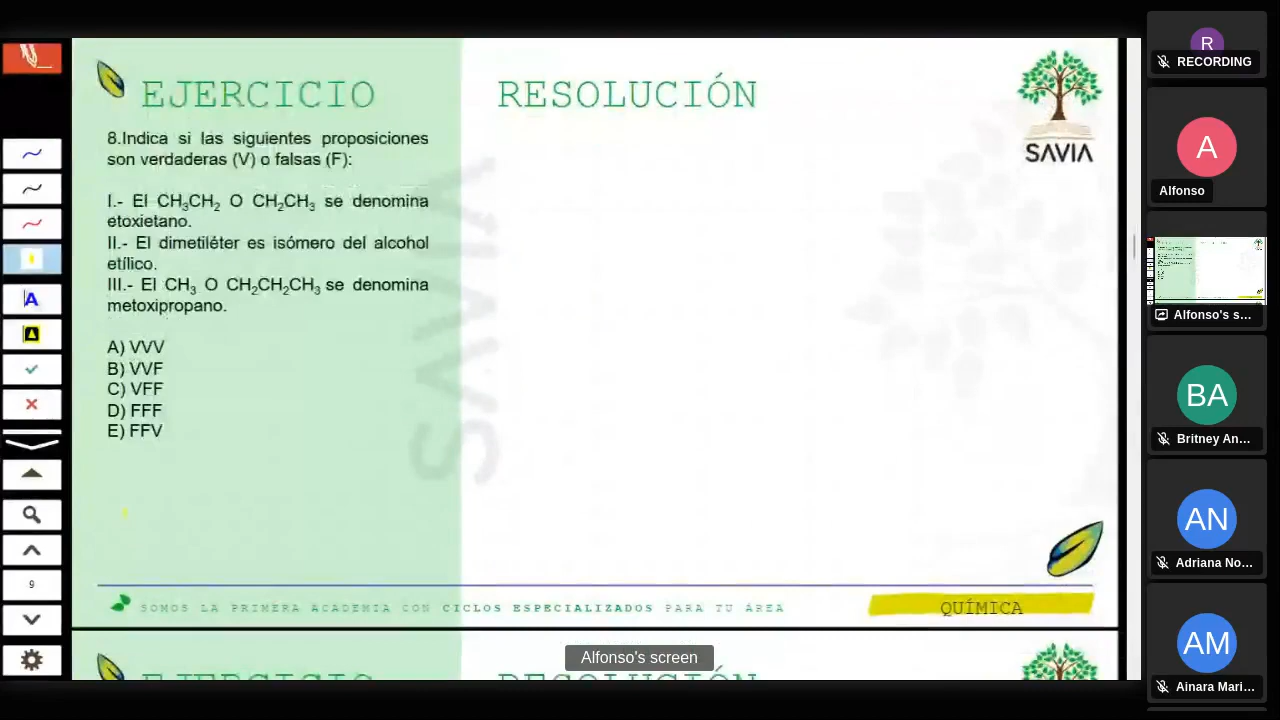 EJERCICIO
8.Indica si las siguientes proposiciones
son verdaderas (V) o falsas (F):
I.- El CH₃CH₂ O CH₂CH₃ se denomina
etoxietano.
II.- El dimetiléter es isómero del alcohol
etílico.
III.- El CH₃ O CH₂CH₂CH₃ se denomina
metoxipropano.
A) VVV
B) VVF
C) VFF
D) FFF
E) FFV
RESOLUCIÓN
SAVIA
SAVIA
SOMOS LA PRIMERA ACADEMIA CON CICLOS ESPECIALIZADOS PARA TU ÁREA
QUÍMICA
EJERCICIO
RESOLUCIÓN
Alfonso's screen
A
9
R
RECORDING
A
Alfonso
Alfonso's s...
BA
Britney An...
AN
Adriana No...
AM
Ainara Mari...